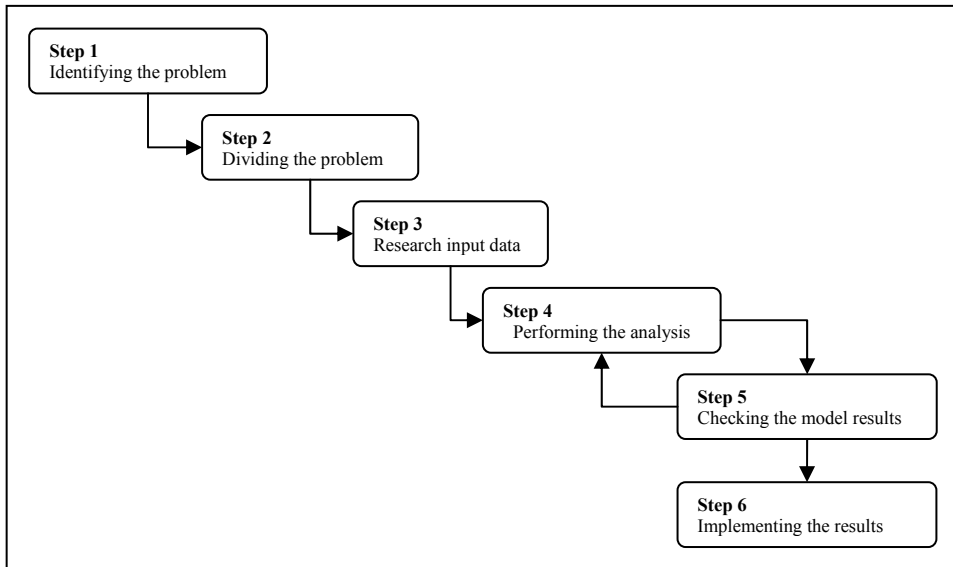 Step 1
Identifying the problem
Step 2
Dividing the problem
Step 3
Research input data
Step 4
Performing the analysis
Step 5
Checking the model results
Step 6
Implementing the results